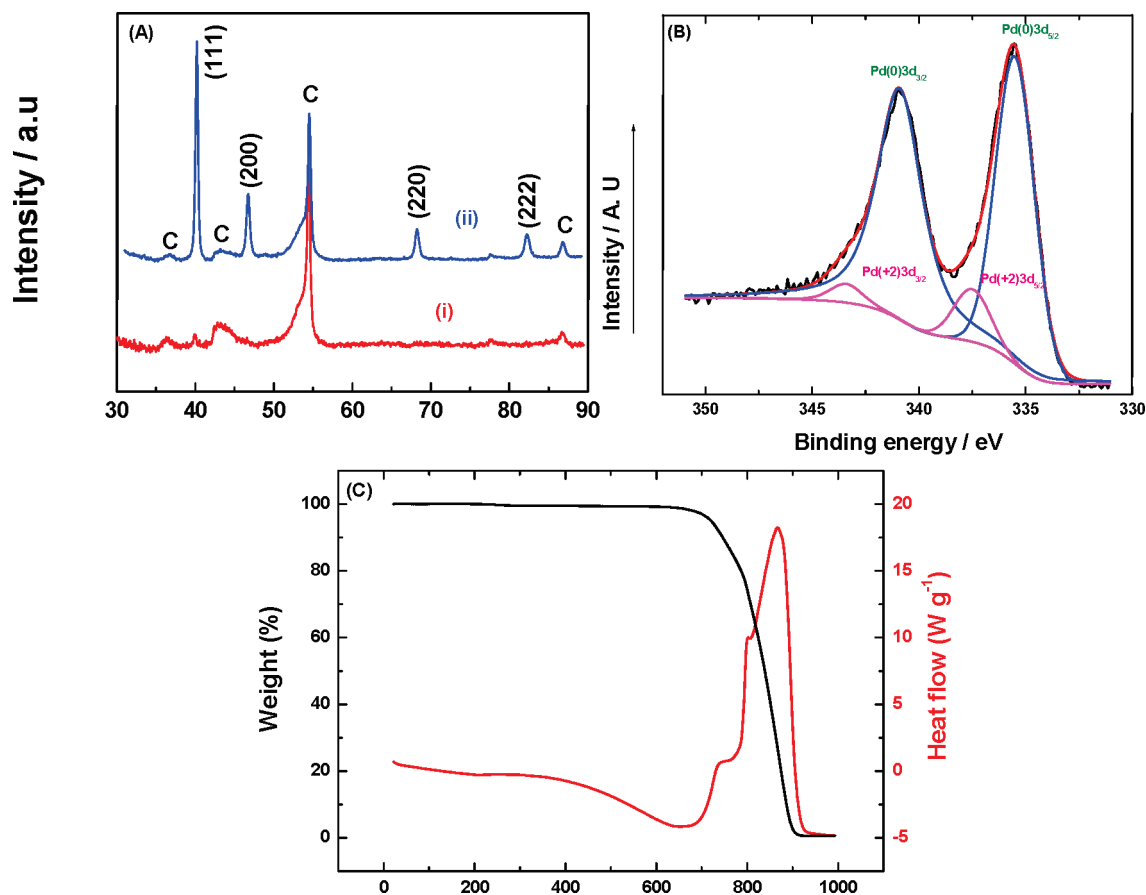 (A)
Intensity / a.u
(111)
(200)
(220)
(222)
C
C
C
C
(ii)
(i)
30
40
50
60
70
80
90
(B)
Intensity / A. U
Pd(0)3d3/2
Pd(0)3d5/2
Pd(+2)3d3/2
Pd(+2)3d5/2
350
345
340
335
330
Binding energy / eV
(C)
Weight (%)
100
80
60
40
20
0
20
15
10
5
0
-5
Heat flow (W g-1)
0
200
400
600
800
1000